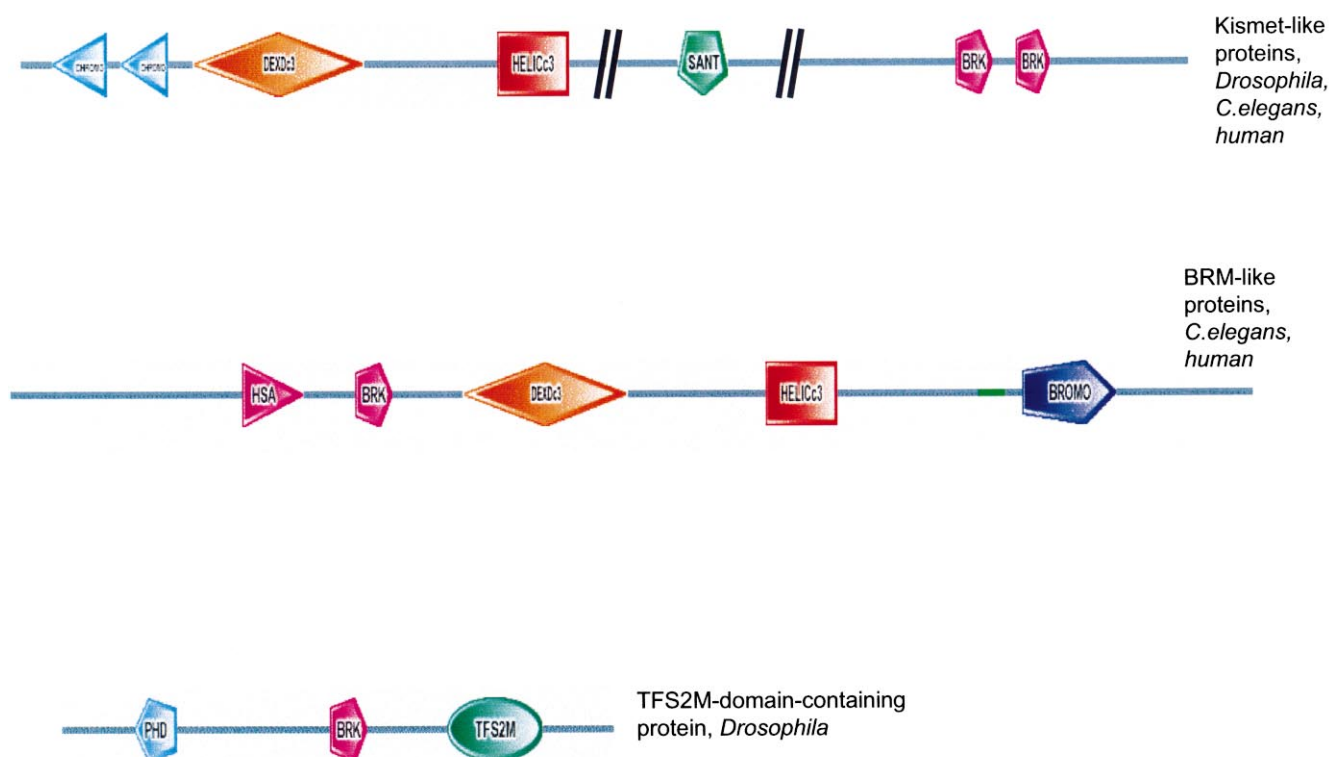 CHROMO CHROMO DEXDc3 HELICc3 SANT BRK BRK
Kismet-like
proteins,
Drosophila,
C.elegans,
human
HSA BRK DEXDc3 HELICc3 BROMO
BRM-like
proteins,
C.elegans,
human
PHD BRK TFS2M
TFS2M-domain-containing
protein, Drosophila